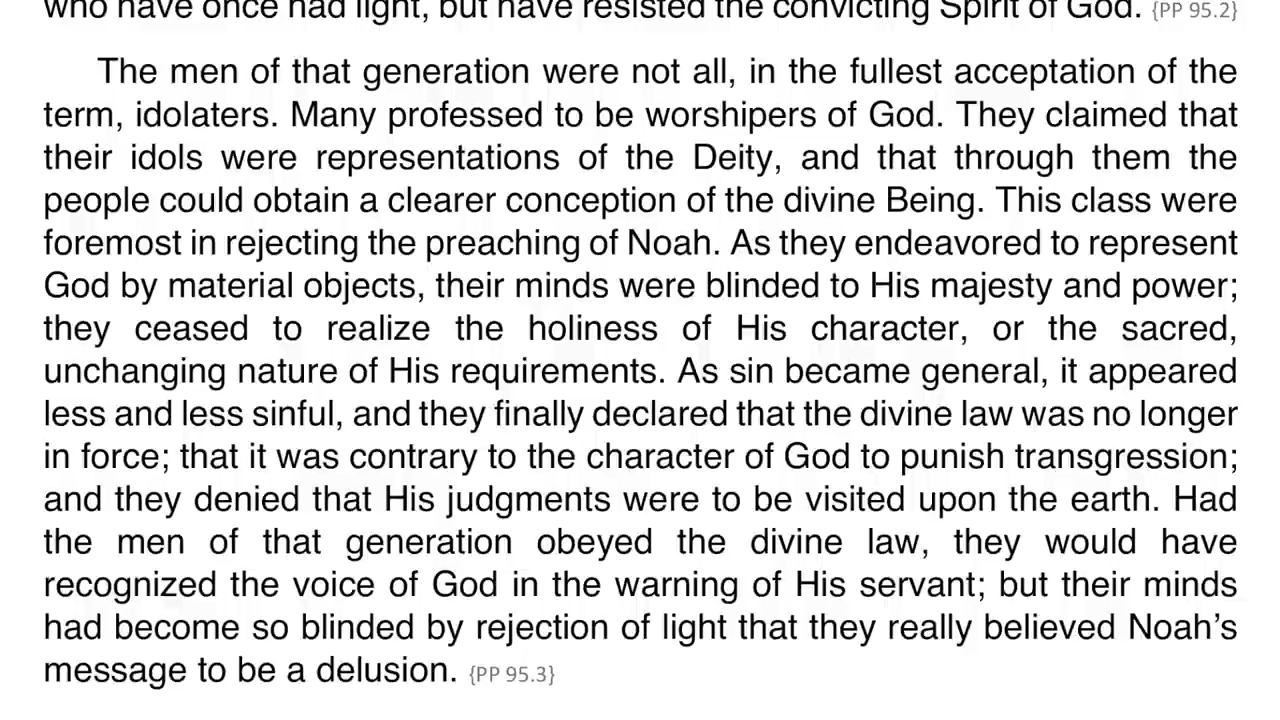 who have once had light, but have resisted the convicting Spirit of God. {PP 95.2}
The men of that generation were not all, in the fullest acceptation of the
term, idolaters. Many professed to be worshipers of God. They claimed that
their idols were representations of the Deity, and that through them the
people could obtain a clearer conception of the divine Being. This class were
foremost in rejecting the preaching of Noah. As they endeavored to represent
God by material objects, their minds were blinded to His majesty and power;
they ceased to realize the holiness of His character, or the sacred,
unchanging nature of His requirements. As sin became general, it appeared
less and less sinful, and they finally declared that the divine law was no longer
in force; that it was contrary to the character of God to punish transgression;
and they denied that His judgments were to be visited upon the earth. Had
the men of that generation obeyed the divine law, they would have
recognized the voice of God in the warning of His servant; but their minds
had become so blinded by rejection of light that they really believed Noah’s
message to be a delusion. {PP 95.3}